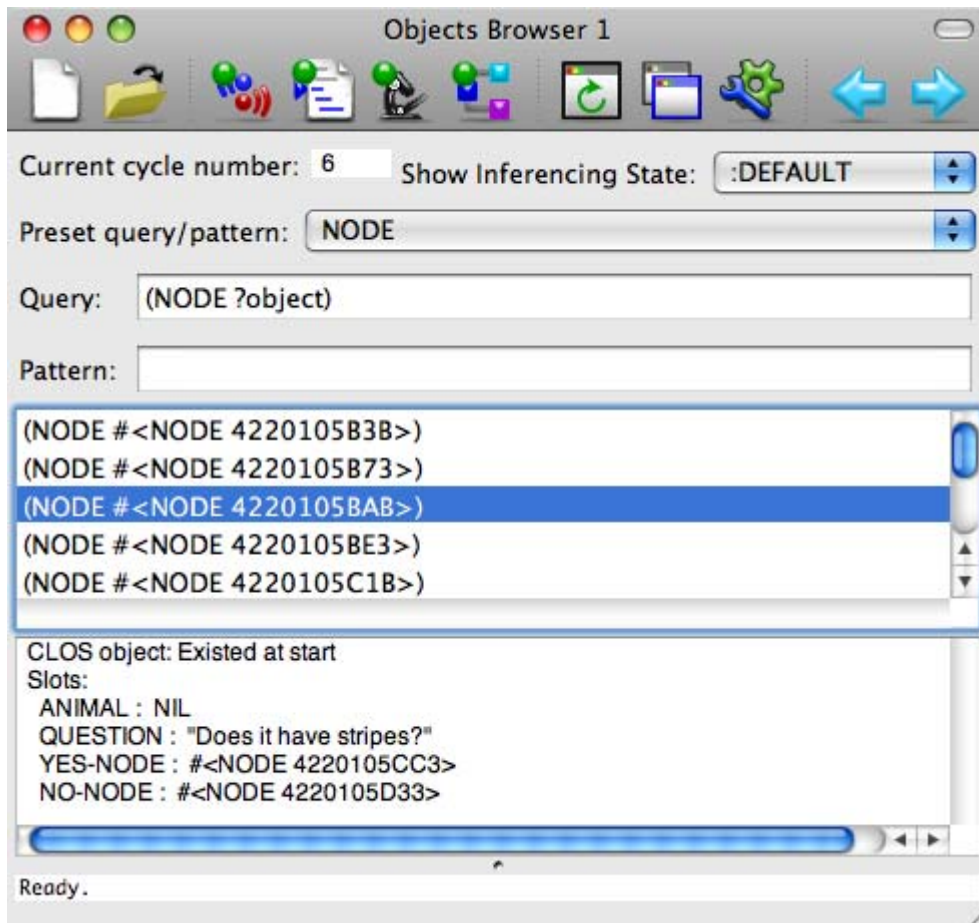 Objects Browser 1
Current cycle number: 6 Show Inferencing State: :DEFAULT
Preset query/pattern: NODE
Query: (NODE ?object)
Pattern:
(NODE #<NODE 4220105B3B>)
(NODE #<NODE 4220105B73>)
(NODE #<NODE 4220105BAB>)
(NODE #<NODE 4220105BE3>)
(NODE #<NODE 4220105C1B>)
CLOS object: Existed at start
Slots:
ANIMAL : NIL
QUESTION : "Does it have stripes?"
YES-NODE : #<NODE 4220105CC3>
NO-NODE : #<NODE 4220105D33>
Ready.